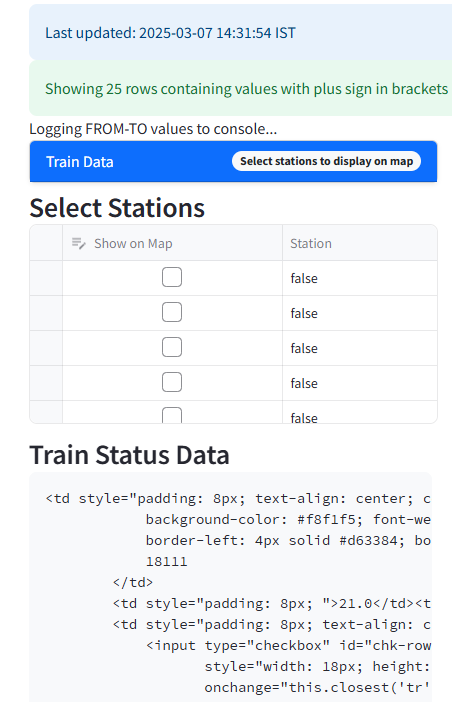 Last updated: 2025-03-07 14:31:54 IST
Showing 25 rows containing values with plus sign in brackets
Logging FROM-TO values to console...
Train Data Select stations to display on map
Select Stations
Show on Map Station
false
false
false
false
false
Train Status Data
<td style="padding: 8px; text-align: center; c
background-color: #f8f1f5; font-we
border-left: 4px solid #d63384; bo
18111
</td>
<td style="padding: 8px; ">21.0</td><t
<td style="padding: 8px; text-align: c
<input type="checkbox" id="chk-row
style="width: 18px; height:
onchange="this.closest('tr'